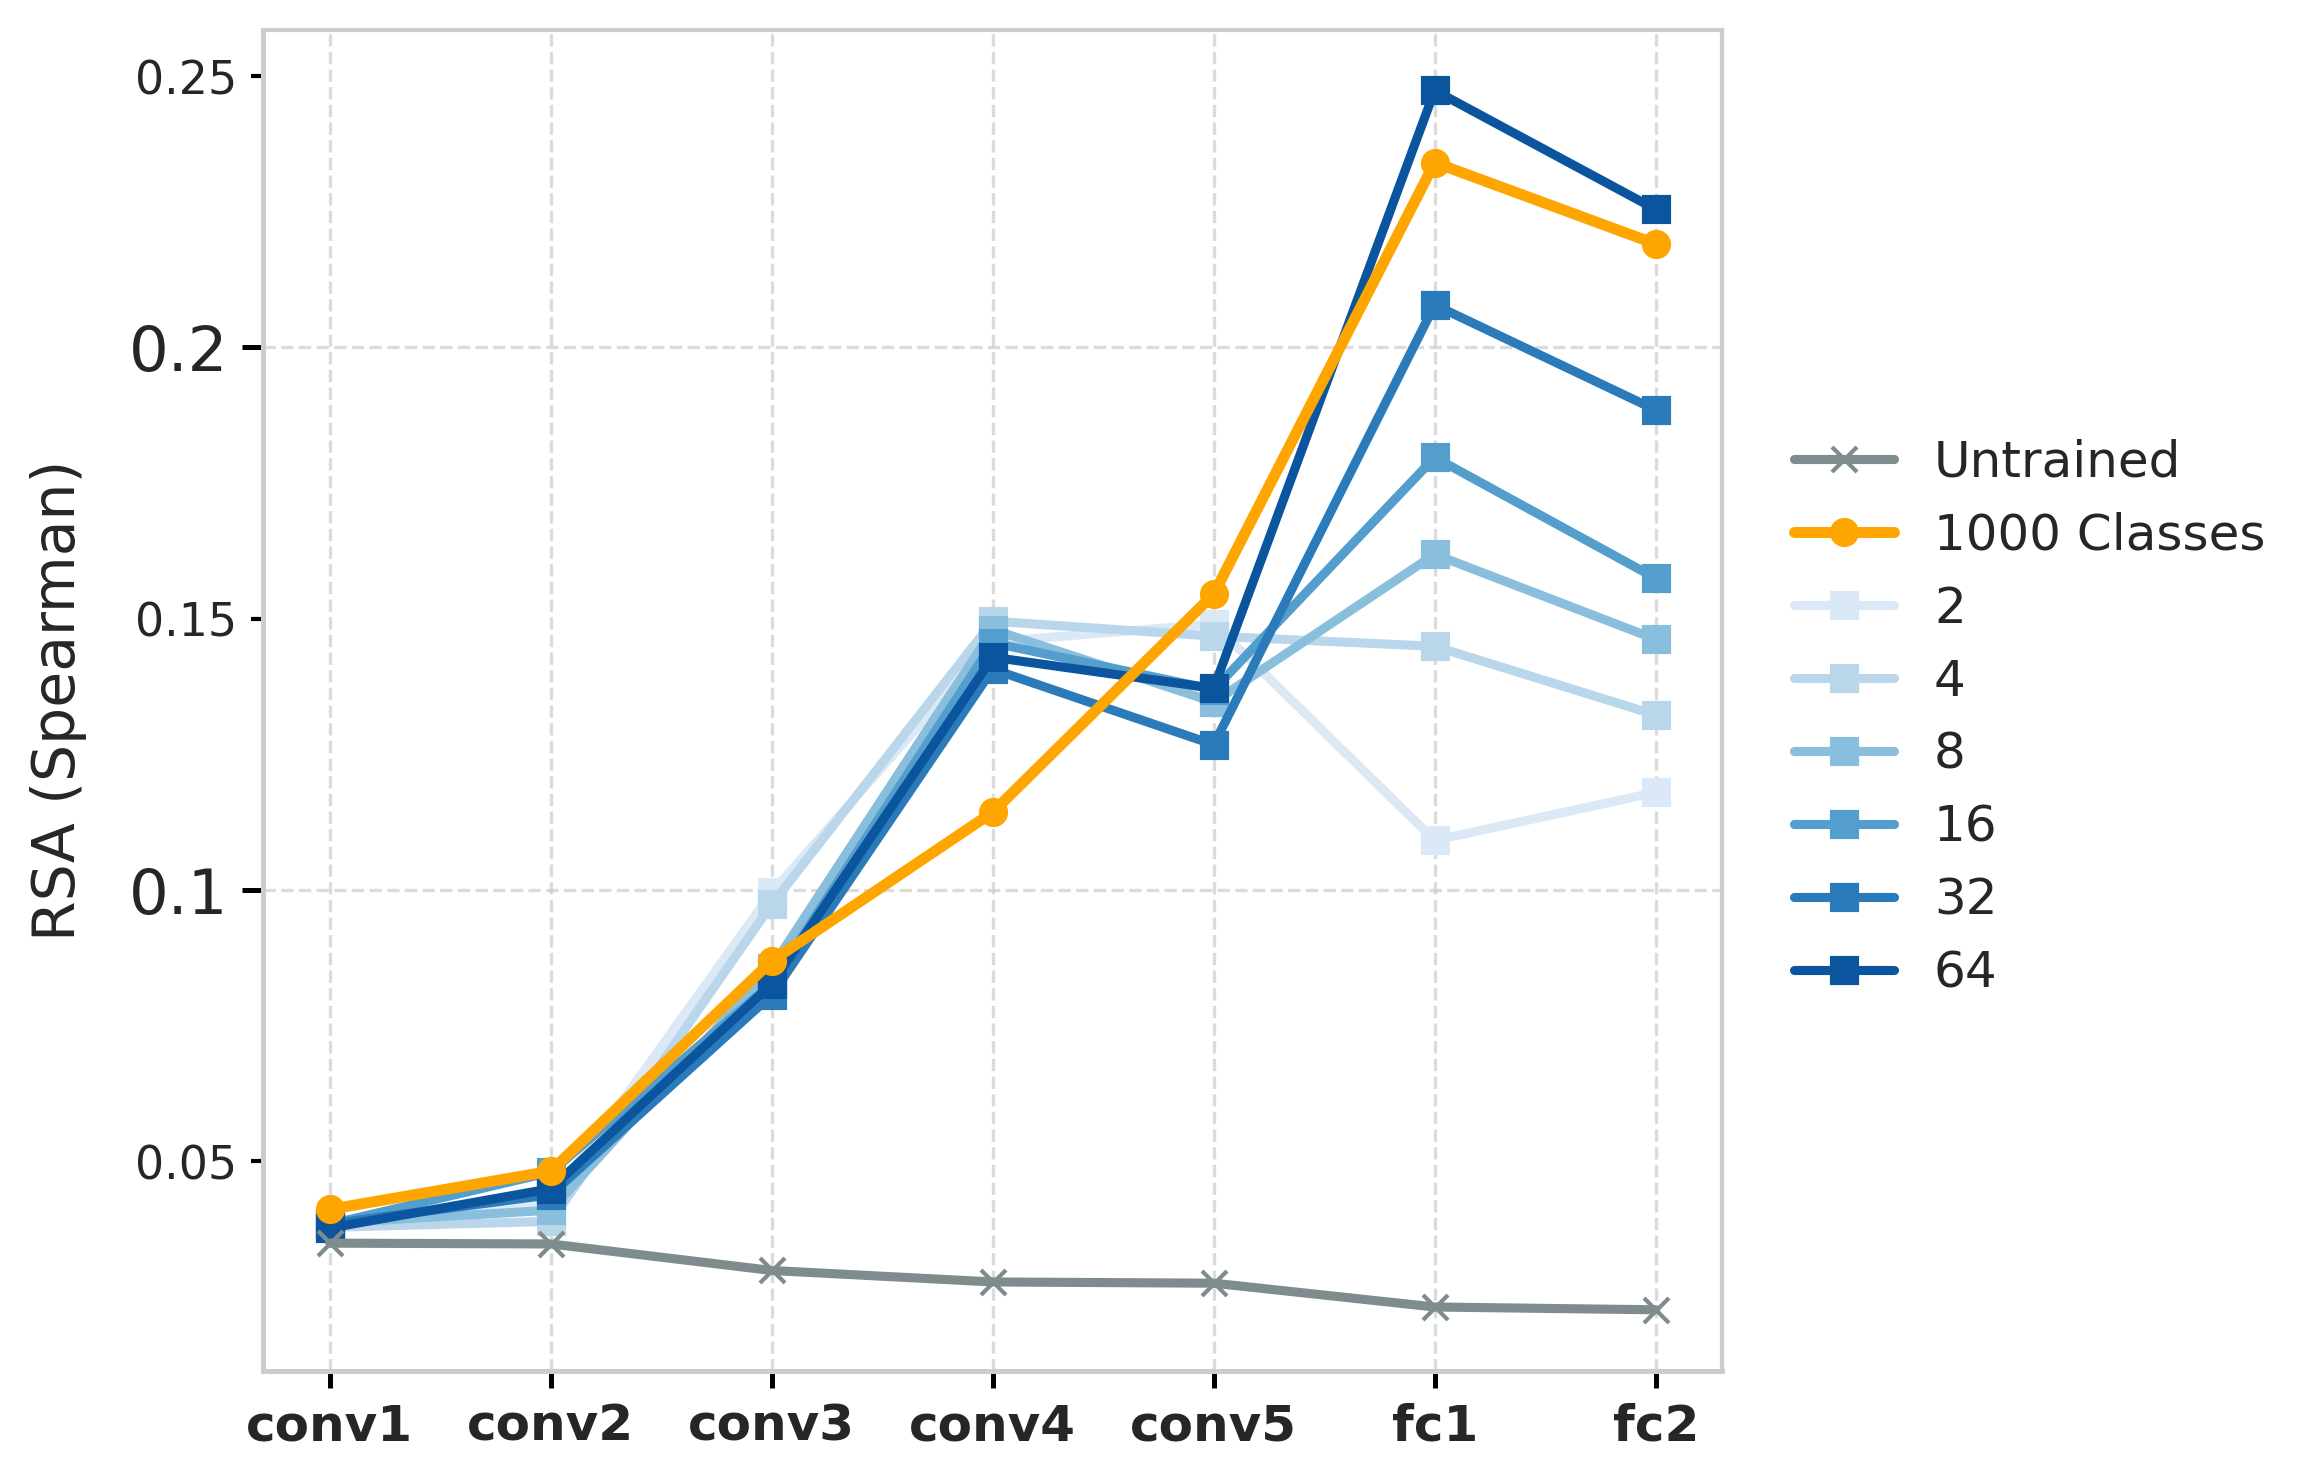 0.25
0.2
0.15
0.1
0.05
RSA (Spearman)
conv1 conv2 conv3 conv4 conv5 fc1 fc2
Untrained
1000 Classes
2
4
8
16
32
64